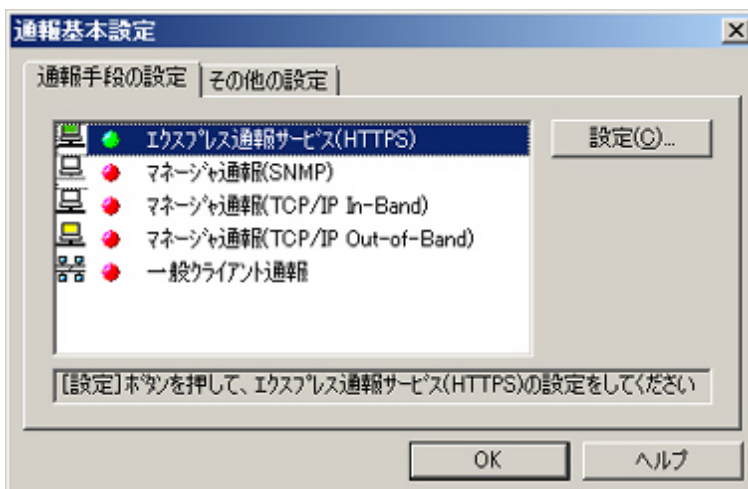 通報基本設定
通報手段の設定 その他の設定
エクスプレス通報サービス(HTTPS)
設定(C)...
マネージャ通報(SNMP)
マネージャ通報(TCP/IP In-Band)
マネージャ通報(TCP/IP Out-of-Band)
一般クライアント通報
[設定]ボタンを押して、エクスプレス通報サービス(HTTPS)の設定をしてください
OK ヘルプ